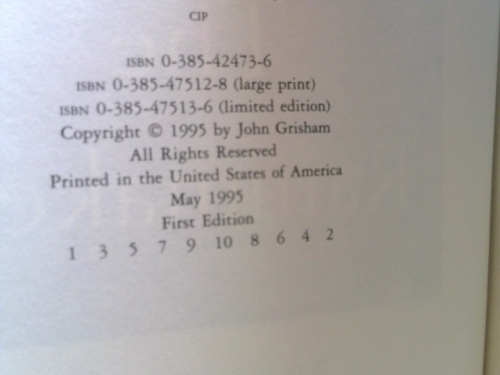 CIP
ISBN 0-385-42473-6
ISBN 0-385-47512-8 (large print)
ISBN 0-385-47513-6 (limited edition)
Copyright © 1995 by John Grisham
All Rights Reserved
Printed in the United States of America
May 1995
First Edition
1 3 5 7 9 10 8 6 4 2